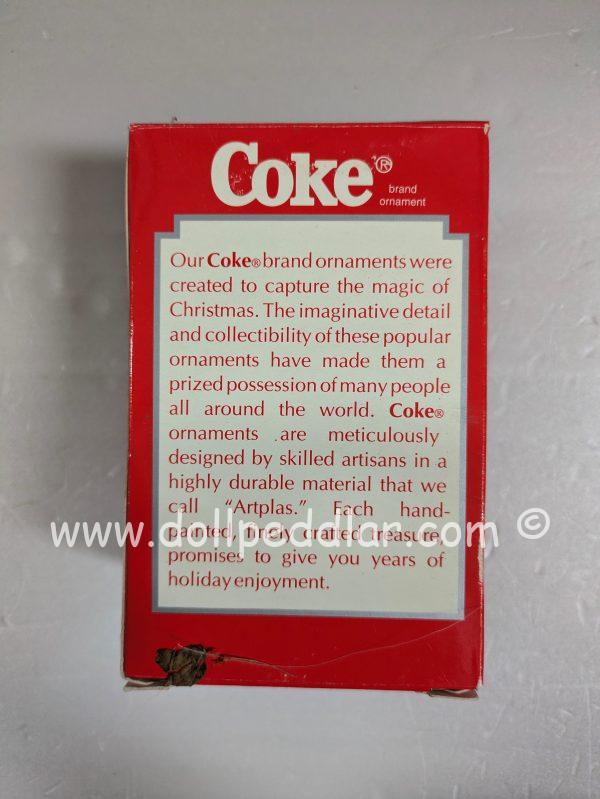 Coke®
brand
ornament
Our Coke® brand ornaments were
created to capture the magic of
Christmas. The imaginative detail
and collectibility of these popular
ornaments have made them a
prized possession of many people
all around the world. Coke®
ornaments are meticulously
designed by skilled artisans in a
highly durable material that we
call “Artplas.” Each hand-
painted, finely crafted treasure,
promises to give you years of
holiday enjoyment.
www.dollpeddlar.com ©